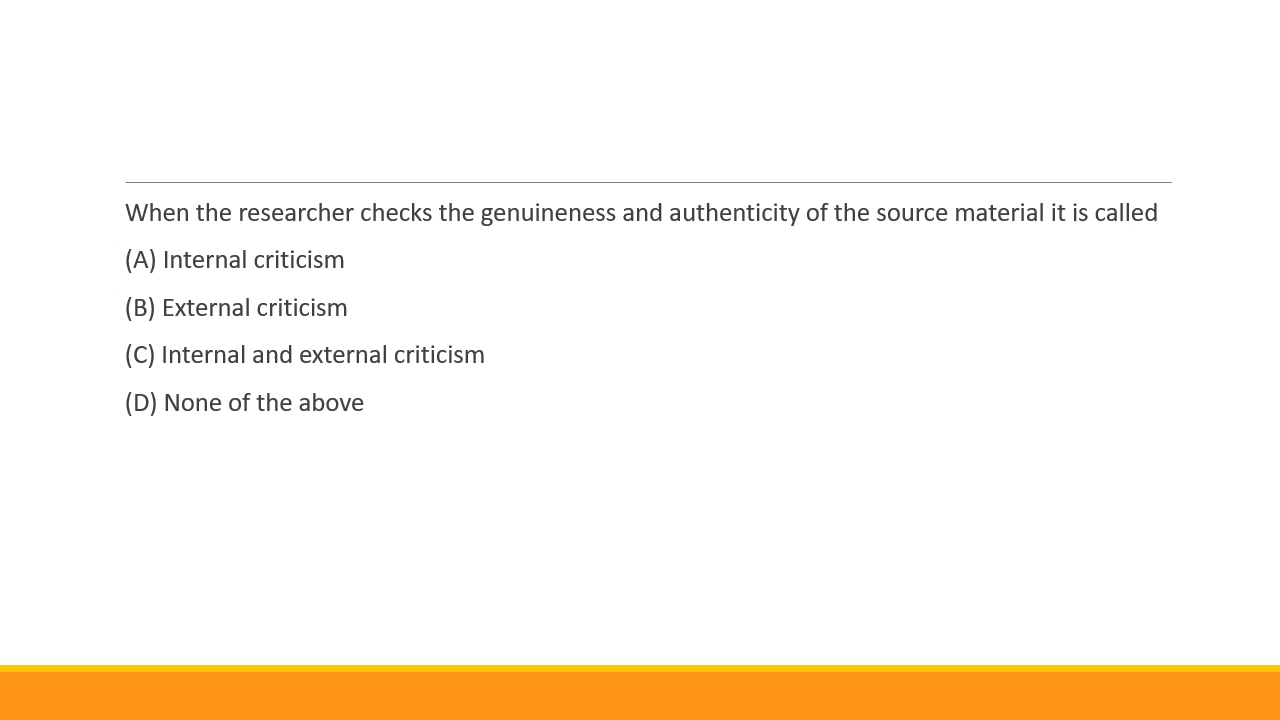 When the researcher checks the genuineness and authenticity of the source material it is called
(A) Internal criticism
(B) External criticism
(C) Internal and external criticism
(D) None of the above